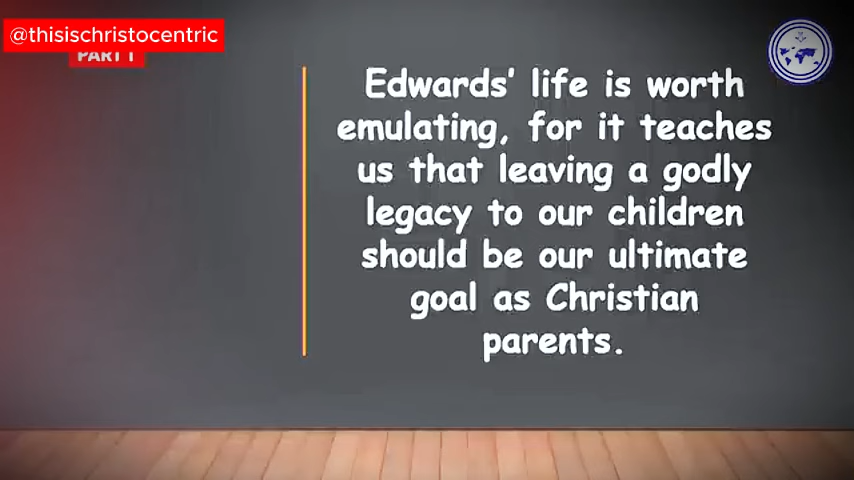 @thisischristocentric
PART 1
Edwards’ life is worth
emulating, for it teaches
us that leaving a godly
legacy to our children
should be our ultimate
goal as Christian
parents.